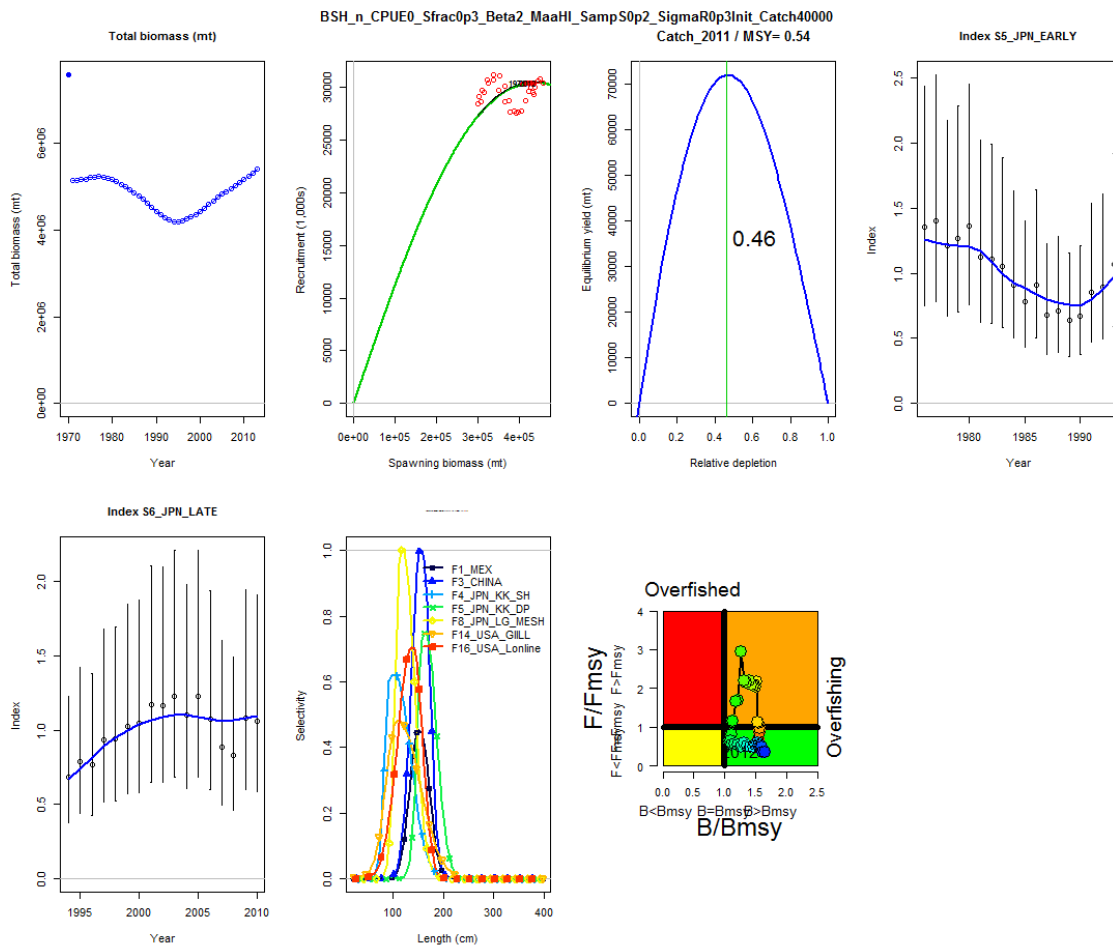 BSH_n_CPUE0_Sfrac0p3_Beta2_MaaHI_SampS0p2_SigmaR0p3Init_Catch40000
Total biomass (mt)
Total biomass (mt)
0e+00
2e+06
4e+06
6e+06
1970
1980
1990
2000
2010
Year
Recruitment (1,000s)
0
5000
10000
15000
20000
25000
30000
0e+00
1e+05
2e+05
3e+05
4e+05
Spawning biomass (mt)
Catch_2011 / MSY= 0.54
Equilibrium yield (mt)
0
10000
20000
30000
40000
50000
60000
70000
0.46
0.0
0.2
0.4
0.6
0.8
1.0
Relative depletion
Index S5_JPN_EARLY
Index
0.0
0.5
1.0
1.5
2.0
2.5
1980
1985
1990
Year
Index S6_JPN_LATE
Index
0.0
0.5
1.0
1.5
2.0
1995
2000
2005
2010
Year
Selectivity
0.0
0.2
0.4
0.6
0.8
1.0
F1_MEX
F3_CHINA
F4_JPN_KK_SH
F5_JPN_KK_DP
F8_JPN_LG_MESH
F14_USA_GIILL
F16_USA_Lonline
100
200
300
400
Length (cm)
Overfished
Overfishing
F/Fmsy
F>Fmsy
0
1
2
3
4
0.0
0.5
1.0
1.5
2.0
2.5
B<Bmsy
B=Bmsy
B>Bmsy
B/Bmsy